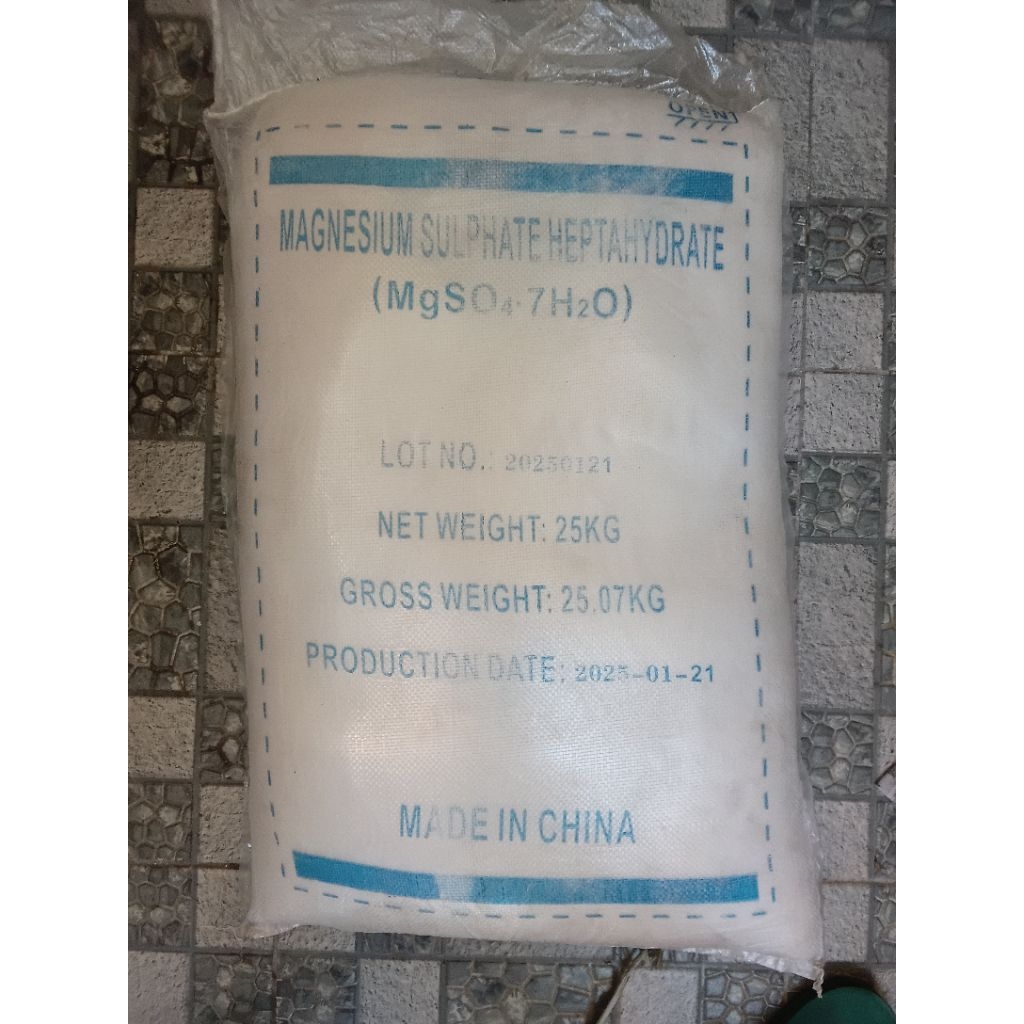 OPEN
MAGNESIUM SULPHATE HEPTAHYDRATE
(MgSO₄·7H₂O)
LOT NO.: 20250121
NET WEIGHT: 25KG
GROSS WEIGHT: 25.07KG
PRODUCTION DATE: 2025-01-21
MADE IN CHINA